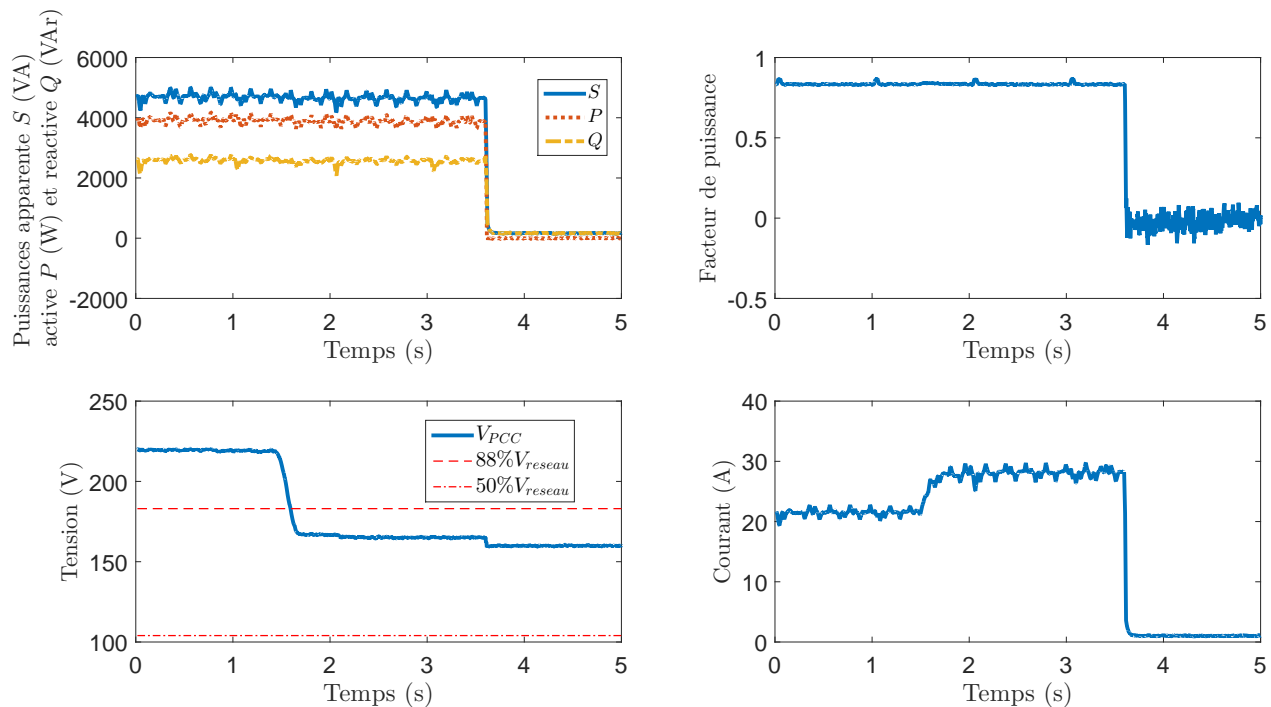 Puissances apparente S (VA)
active P (W) et reactive Q (VAr)
6000
4000
2000
0
-2000
0 1 2 3 4 5
Temps (s)
S
P
Q
Facteur de puissance
1
0.5
0
-0.5
0 1 2 3 4 5
Temps (s)
Tension (V)
250
200
150
100
0 1 2 3 4 5
Temps (s)
V_PCC
88%V_reseau
50%V_reseau
Courant (A)
40
30
20
10
0
0 1 2 3 4 5
Temps (s)